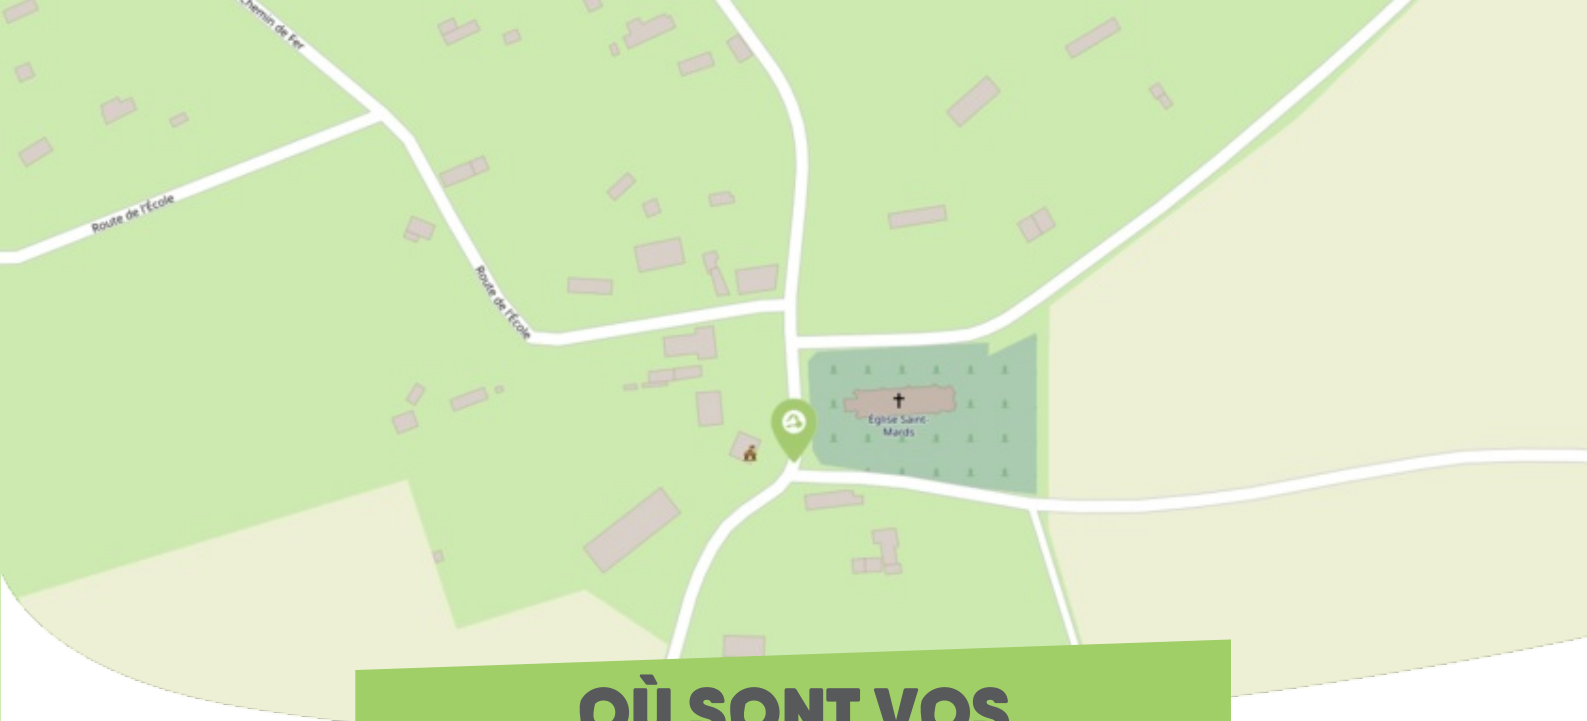 Chemin de Fer
Route de l'École
Route de l'École
Église Saint-
Mards
OÙ SONT VOS